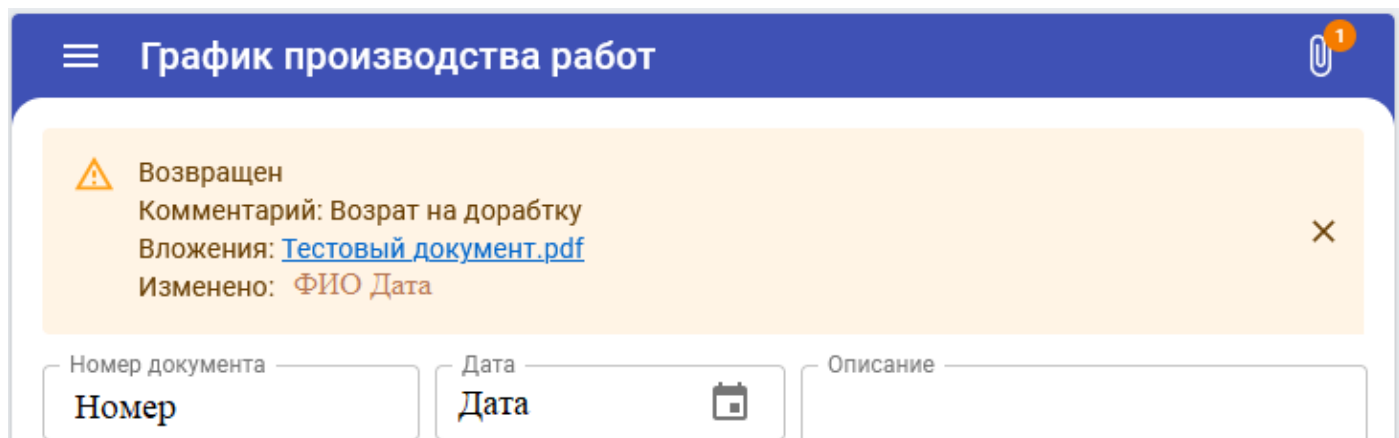 График производства работ
1
Возвращен
Комментарий: Возрат на дорабтку
Вложения: Тестовый документ.pdf
Изменено: ФИО Дата
Номер документа Дата Описание
Номер Дата